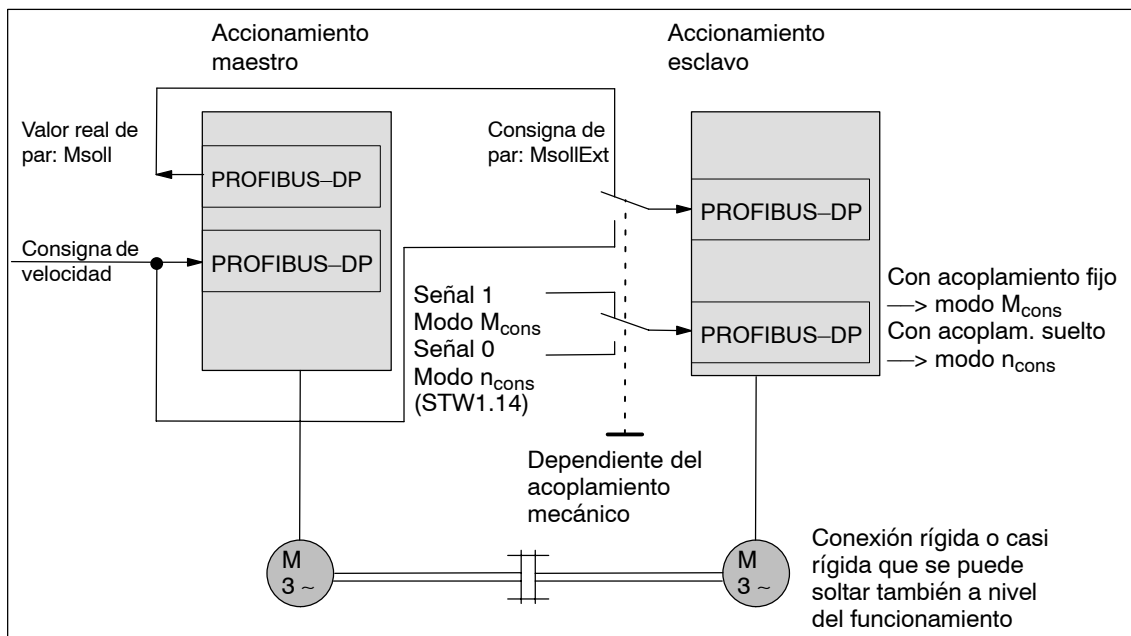 Accionamiento
maestro
Accionamiento
esclavo
Valor real de
par: Msoll
Consigna de
par: MsollExt
PROFIBUS–DP
PROFIBUS–DP
Consigna de
velocidad
PROFIBUS–DP
Señal 1
Modo Mcons
Señal 0
Modo ncons
(STW1.14)
PROFIBUS–DP
Con acoplamiento fijo
––> modo Mcons
Con acoplam. suelto
––> modo ncons
Dependiente del
acoplamiento
mecánico
M
3 ~
M
3 ~
Conexión rígida o casi
rígida que se puede
soltar también a nivel
del funcionamiento